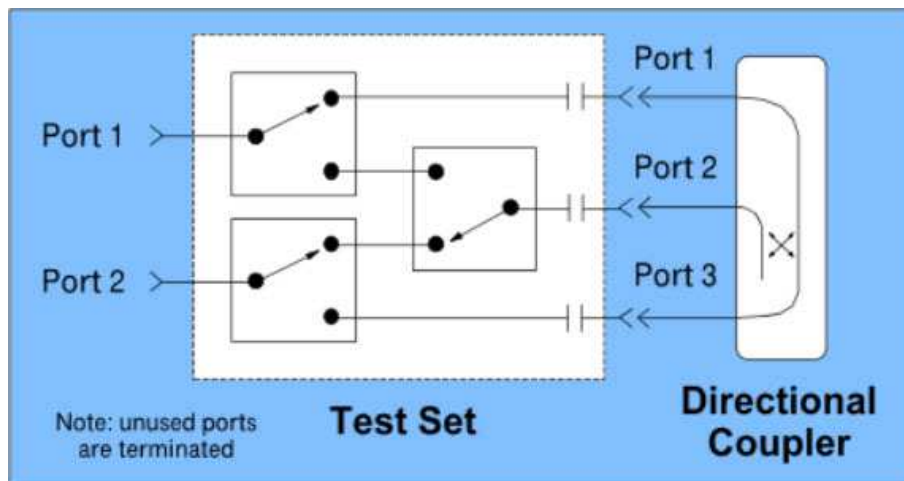 Port 1
Port 2
Note: unused ports
are terminated
Test Set
Port 1
Port 2
Port 3
Directional
Coupler